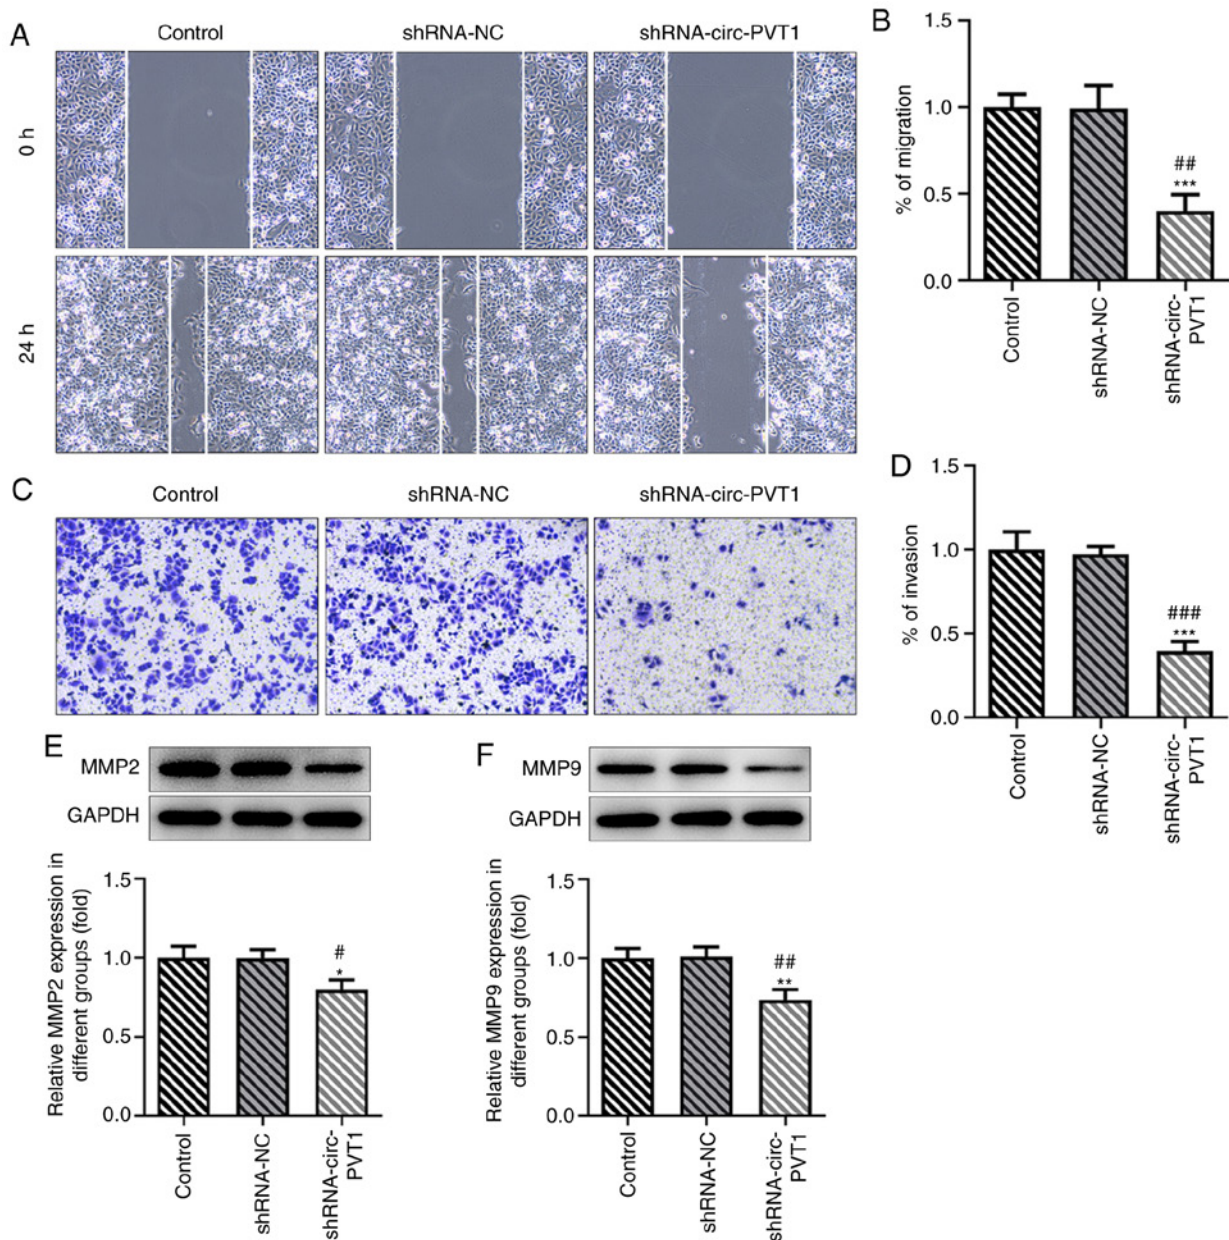 A
Control
shRNA-NC
shRNA-circ-PVT1
0 h
24 h
B
% of migration
1.5
1.0
0.5
0.0
##
***
Control
shRNA-NC
shRNA-circ-
PVT1
C
Control
shRNA-NC
shRNA-circ-PVT1
D
% of invasion
1.5
1.0
0.5
0.0
###
***
Control
shRNA-NC
shRNA-circ-
PVT1
E
MMP2
GAPDH
Relative MMP2 expression in
different groups (fold)
1.5
1.0
0.5
0.0
#
*
Control
shRNA-NC
shRNA-circ-
PVT1
F
MMP9
GAPDH
Relative MMP9 expression in
different groups (fold)
1.5
1.0
0.5
0.0
##
**
Control
shRNA-NC
shRNA-circ-
PVT1